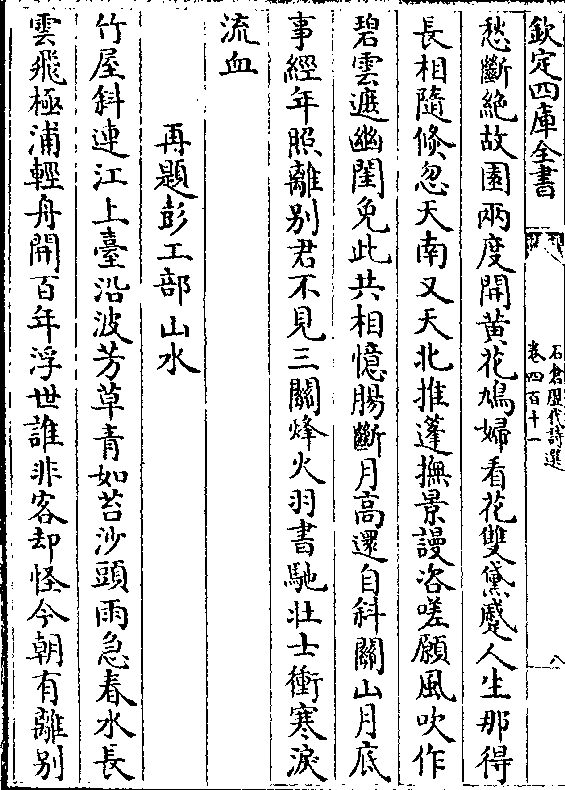 欽定四庫全書
石倉歷代詩選
卷四百十一
八
愁斷絶故園兩度開黄花鳩婦看花雙黛蹙人生那得
長相隨倐忽天南又天北推蓬撫景謾咨嗟願風吹作
碧雲遮幽閨免此共相憶腸斷月高還自科關山月底
事經年照離别君不見三關烽火羽書馳壮士衝寒淚
流血
再題彭工部山水
竹屋斜連江上臺沿波芳草青如苔沙頭雨急春水長
雲飛極浦輕舟開百年浮世誰非客却怪今朝有離别